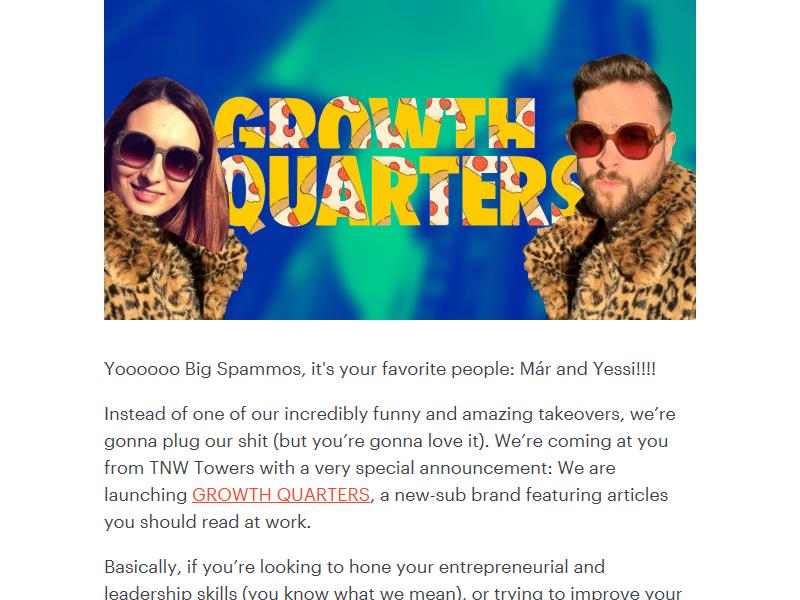 GROWTH
QUARTERS
Yoooooo Big Spammos, it's your favorite people: Már and Yessi!!!!
Instead of one of our incredibly funny and amazing takeovers, we’re
gonna plug our shit (but you’re gonna love it). We’re coming at you
from TNW Towers with a very special announcement: We are
launching GROWTH QUARTERS, a new-sub brand featuring articles
you should read at work.
Basically, if you’re looking to hone your entrepreneurial and
leadership skills (you know what we mean), or trying to improve your